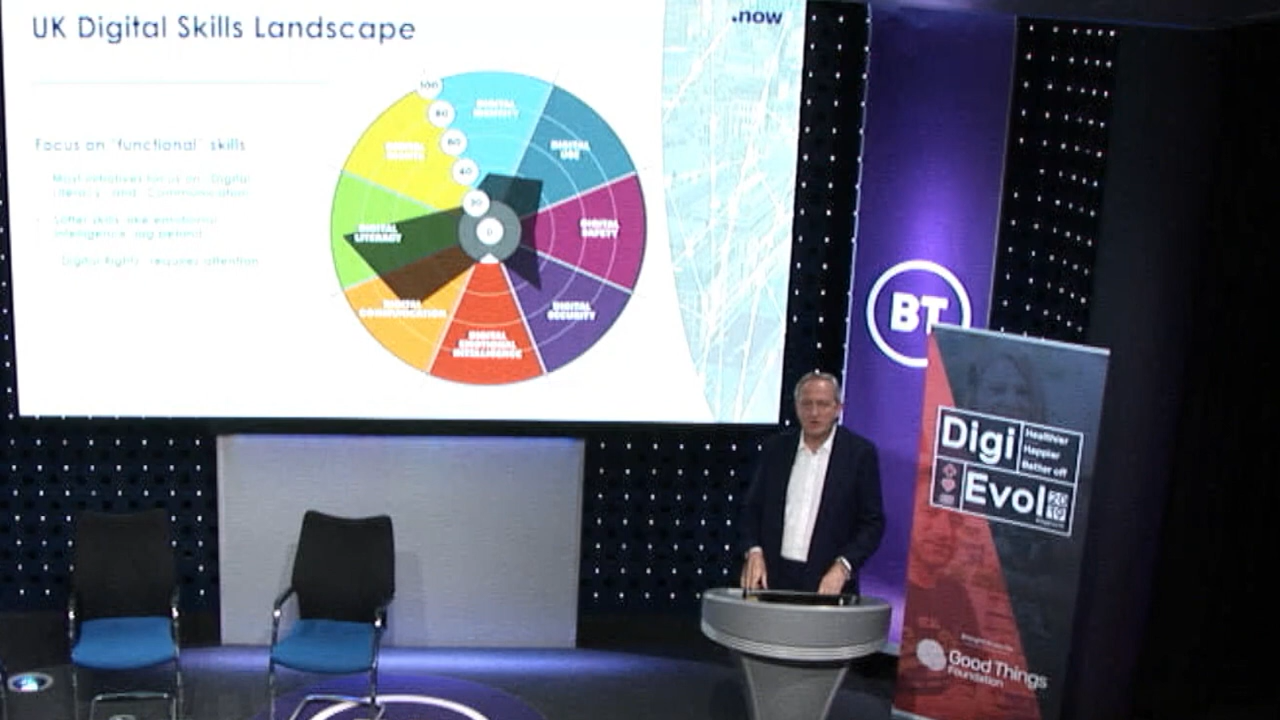 UK Digital Skills Landscape
.now
Focus on "functional" skills
Most initiatives focus on Digital
Literacy and Communication
Softer skills like emotional
intelligence lag behind
Digital Rights requires attention
100
80
60
40
20
0
DIGITAL
IDENTITY
DIGITAL
USE
DIGITAL
SAFETY
DIGITAL
SECURITY
DIGITAL
EMOTIONAL
INTELLIGENCE
DIGITAL
COMMUNICATION
DIGITAL
LITERACY
DIGITAL
RIGHTS
BT
Digi
Healthier
Happier
Better off
Evol
20
19
Good Things
Foundation